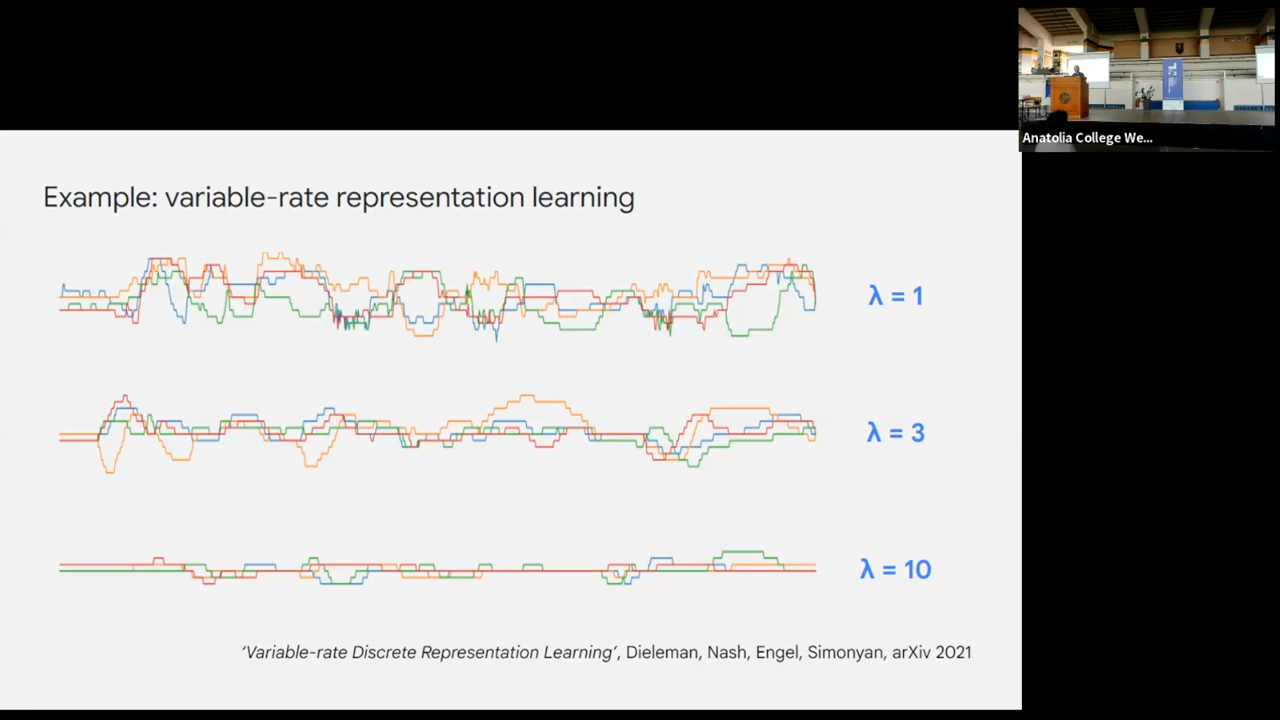 Anatolia College We...
Example: variable-rate representation learning
λ = 1
λ = 3
λ = 10
‘Variable-rate Discrete Representation Learning’, Dieleman, Nash, Engel, Simonyan, arXiv 2021